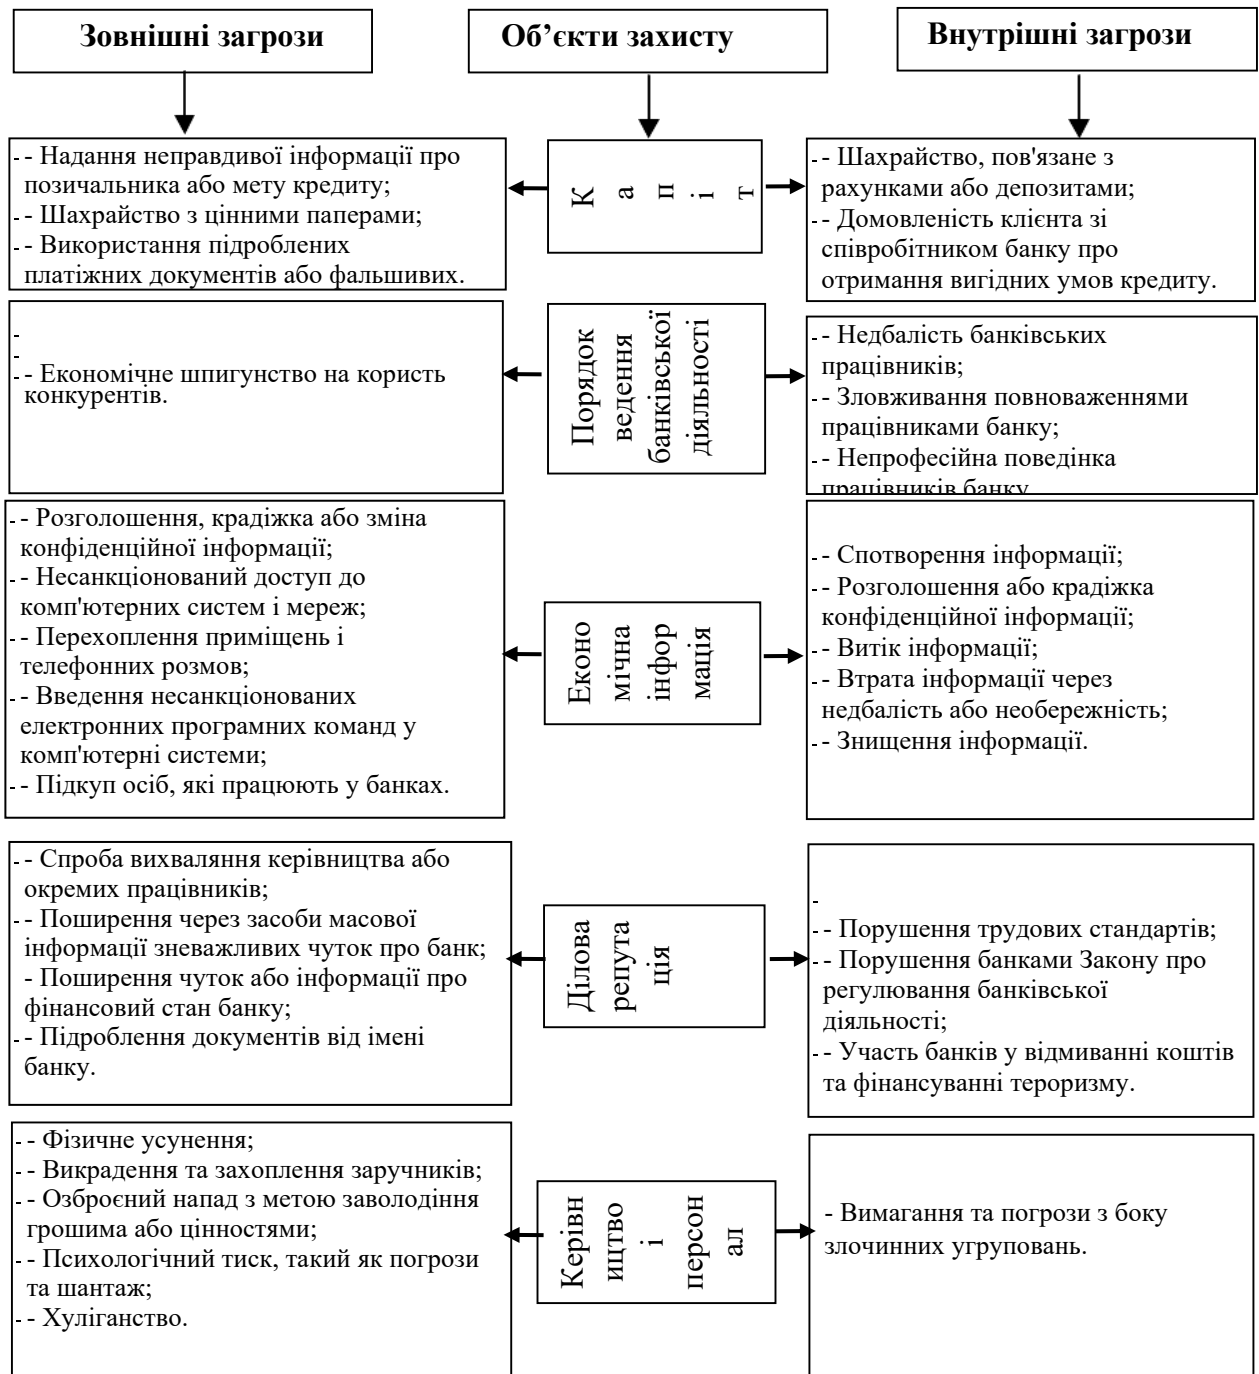 Зовнішні загрози
Об’єкти захисту
Внутрішні загрози
- - Надання неправдивої інформації про
позичальника або мету кредиту;
- - Шахрайство з цінними паперами;
- - Використання підроблених
платіжних документів або фальшивих.
К
а
п
і
т
- - Шахрайство, пов'язане з
рахунками або депозитами;
- - Домовленість клієнта зі
співробітником банку про
отримання вигідних умов кредиту.
-
-
- - Економічне шпигунство на користь
конкурентів.
Порядок
ведення
банківської
діяльності
- - Недбалість банківських
працівників;
- - Зловживання повноваженнями
працівниками банку;
- - Непрофесійна поведінка
працівників банку
- - Розголошення, крадіжка або зміна
конфіденційної інформації;
- - Несанкціонований доступ до
комп'ютерних систем і мереж;
- - Перехоплення приміщень і
телефонних розмов;
- - Введення несанкціонованих
електронних програмних команд у
комп'ютерні системи;
- - Підкуп осіб, які працюють у банках.
Еконо
мічна
інфор
мація
- - Спотворення інформації;
- - Розголошення або крадіжка
конфіденційної інформації;
- - Витік інформації;
- - Втрата інформації через
недбалість або необережність;
- - Знищення інформації.
- - Спроба вихваляння керівництва або
окремих працівників;
- - Поширення через засоби масової
інформації зневажливих чуток про банк;
- - Поширення чуток або інформації про
фінансовий стан банку;
- - Підроблення документів від імені
банку.
Ділова
репута
ція
-
- - Порушення трудових стандартів;
- - Порушення банками Закону про
регулювання банківської
діяльності;
- - Участь банків у відмиванні коштів
та фінансуванні тероризму.
- - Фізичне усунення;
- - Викрадення та захоплення заручників;
- - Озброєний напад з метою заволодіння
грошима або цінностями;
- - Психологічний тиск, такий як погрози
та шантаж;
- - Хуліганство.
Керівн
ицтво
і
персон
ал
- Вимагання та погрози з боку
злочинних угруповань.